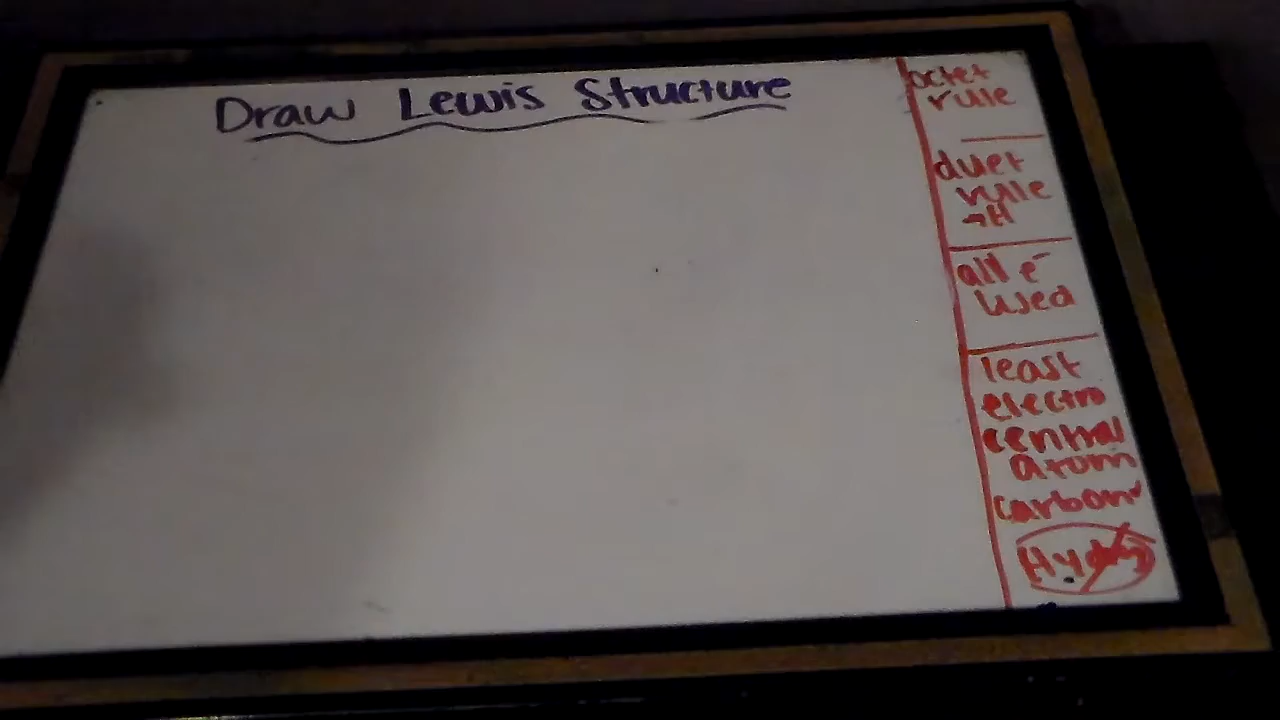 Draw Lewis Structure
octet
rule
duet
rule
→H
all e⁻
used
least
electro
central
atom
carbon